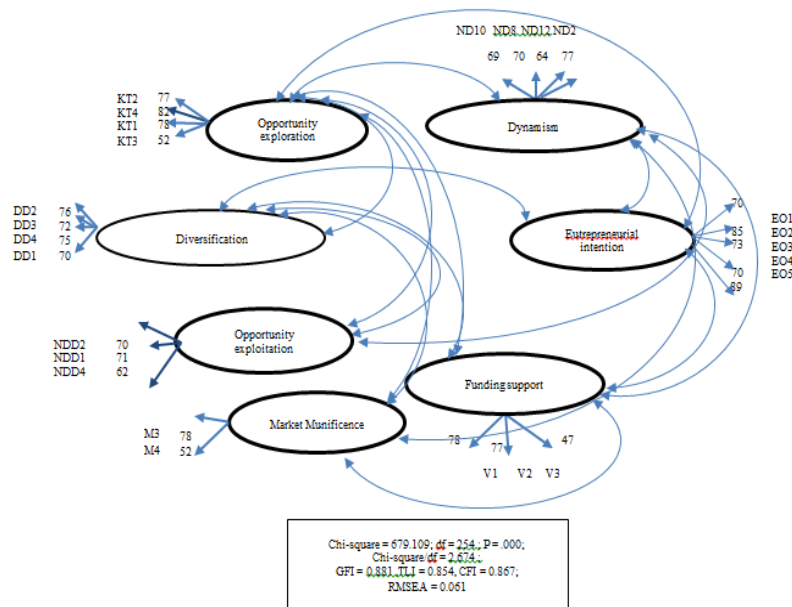 ND10 ND8 ND12 ND2
69 70 64 77
KT2 77
KT4 82
KT1 78
KT3 52
Opportunity
exploration
Dynamism
DD2 76
DD3 72
DD4 75
DD1 70
Diversification
Eutrepreneurial
intention
70
85
73
70
89
EO1
EO2
EO3
EO4
EO5
NDD2 70
NDD1 71
NDD4 62
Opportunity
exploitation
Funding support
M3 78
M4 52
Market Munificence
78 77 47
V1 V2 V3
Chi-square = 679.109; df = 254.; P = .000;
Chi-square/df = 2.674.;
GFI = 0.881 ,TLI = 0.854, CFI = 0.867;
RMSEA = 0.061